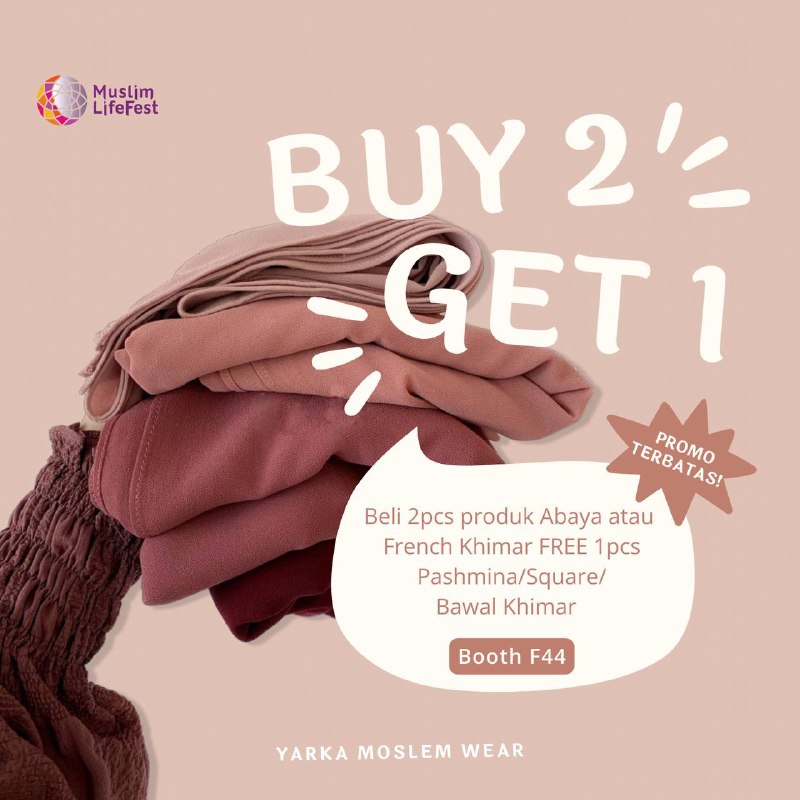 Muslim
LifeFest
BUY 2
GET 1
PROMO
TERBATAS!
Beli 2pcs produk Abaya atau
French Khimar FREE 1pcs
Pashmina/Square/
Bawal Khimar
Booth F44
YARKA MOSLEM WEAR